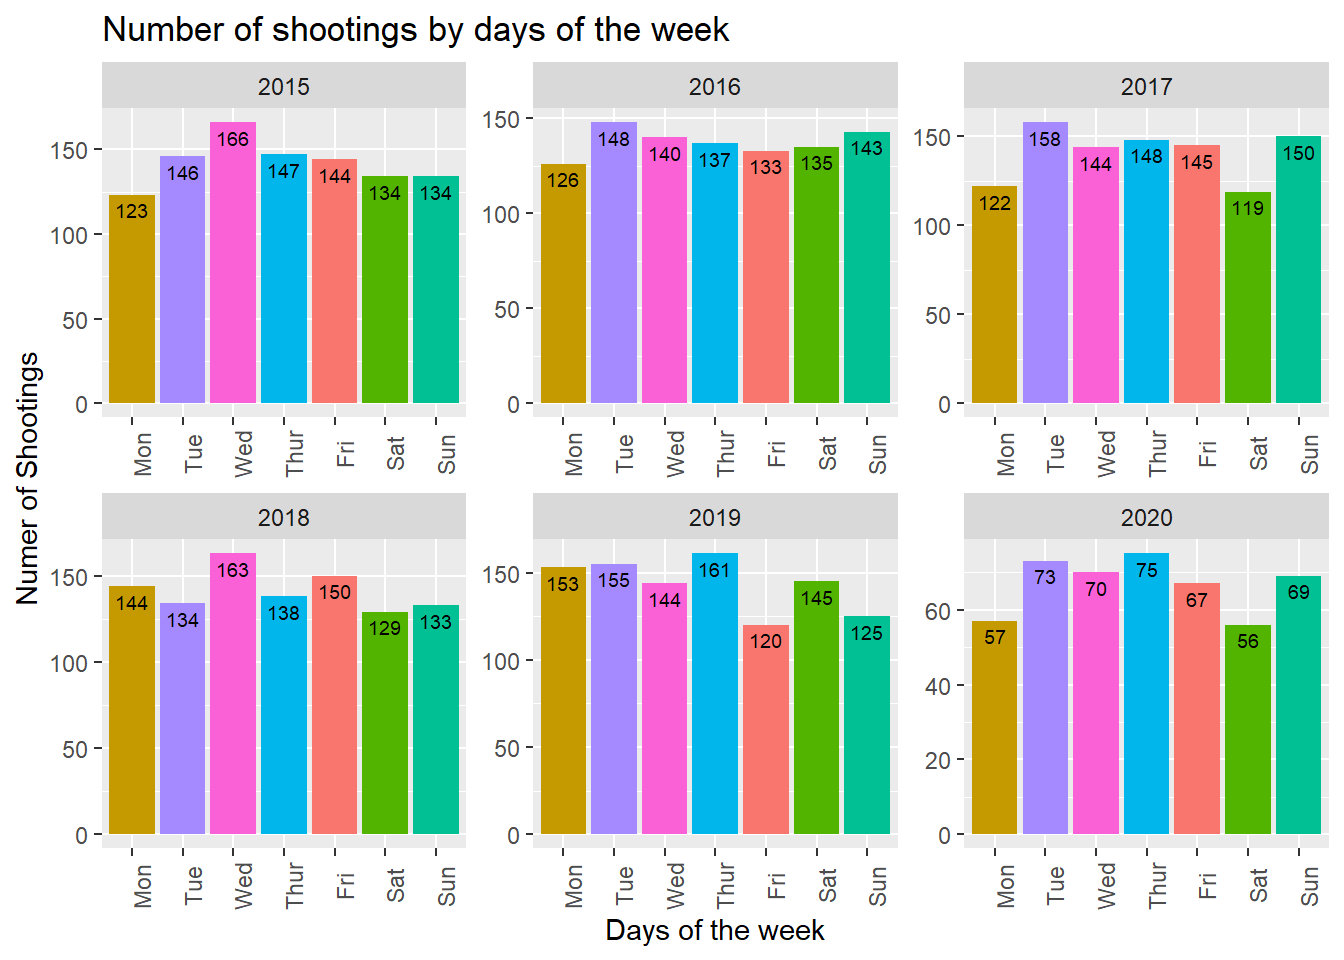 Number of shootings by days of the week
2015 2016 2017
150 100 50 0
123 146 166 147 144 134 134
150 100 50 0
126 148 140 137 133 135 143
150 100 50 0
122 158 144 148 145 119 150
Mon Tue Wed Thur Fri Sat Sun
Mon Tue Wed Thur Fri Sat Sun
Mon Tue Wed Thur Fri Sat Sun
Numer of Shootings
2018 2019 2020
150 100 50 0
144 134 163 138 150 129 133
150 100 50 0
153 155 144 161 120 145 125
60 40 20 0
57 73 70 75 67 56 69
Mon Tue Wed Thur Fri Sat Sun
Mon Tue Wed Thur Fri Sat Sun
Mon Tue Wed Thur Fri Sat Sun
Days of the week